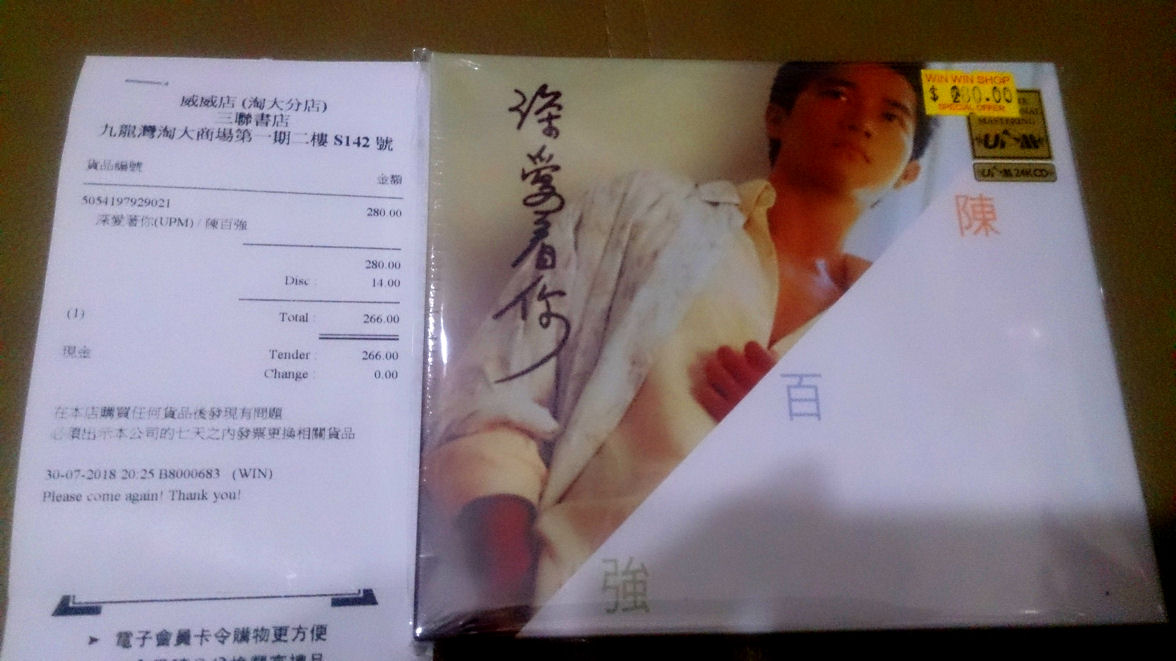 威威店 (淘大分店)
三聯書店
九龍灣淘大商場第一期二樓 S142 號
貨品編號
金額
5054197929021
280.00
深愛著你(UPM) / 陳百強
280.00
Disc : 14.00
(1) Total : 266.00
現金 Tender : 266.00
Change : 0.00
在本店購買任何貨品後發現有問題
必須出示本公司的七天之內發票更換相關貨品
30-07-2018 20:25 B8000683 (WIN)
Please come again! Thank you!
➤ 電子會員卡令購物更方便
深愛着你
WIN WIN SHOP
$ 280.00
SPECIAL OFFER
MASTERING
24K CD
陳
百
強